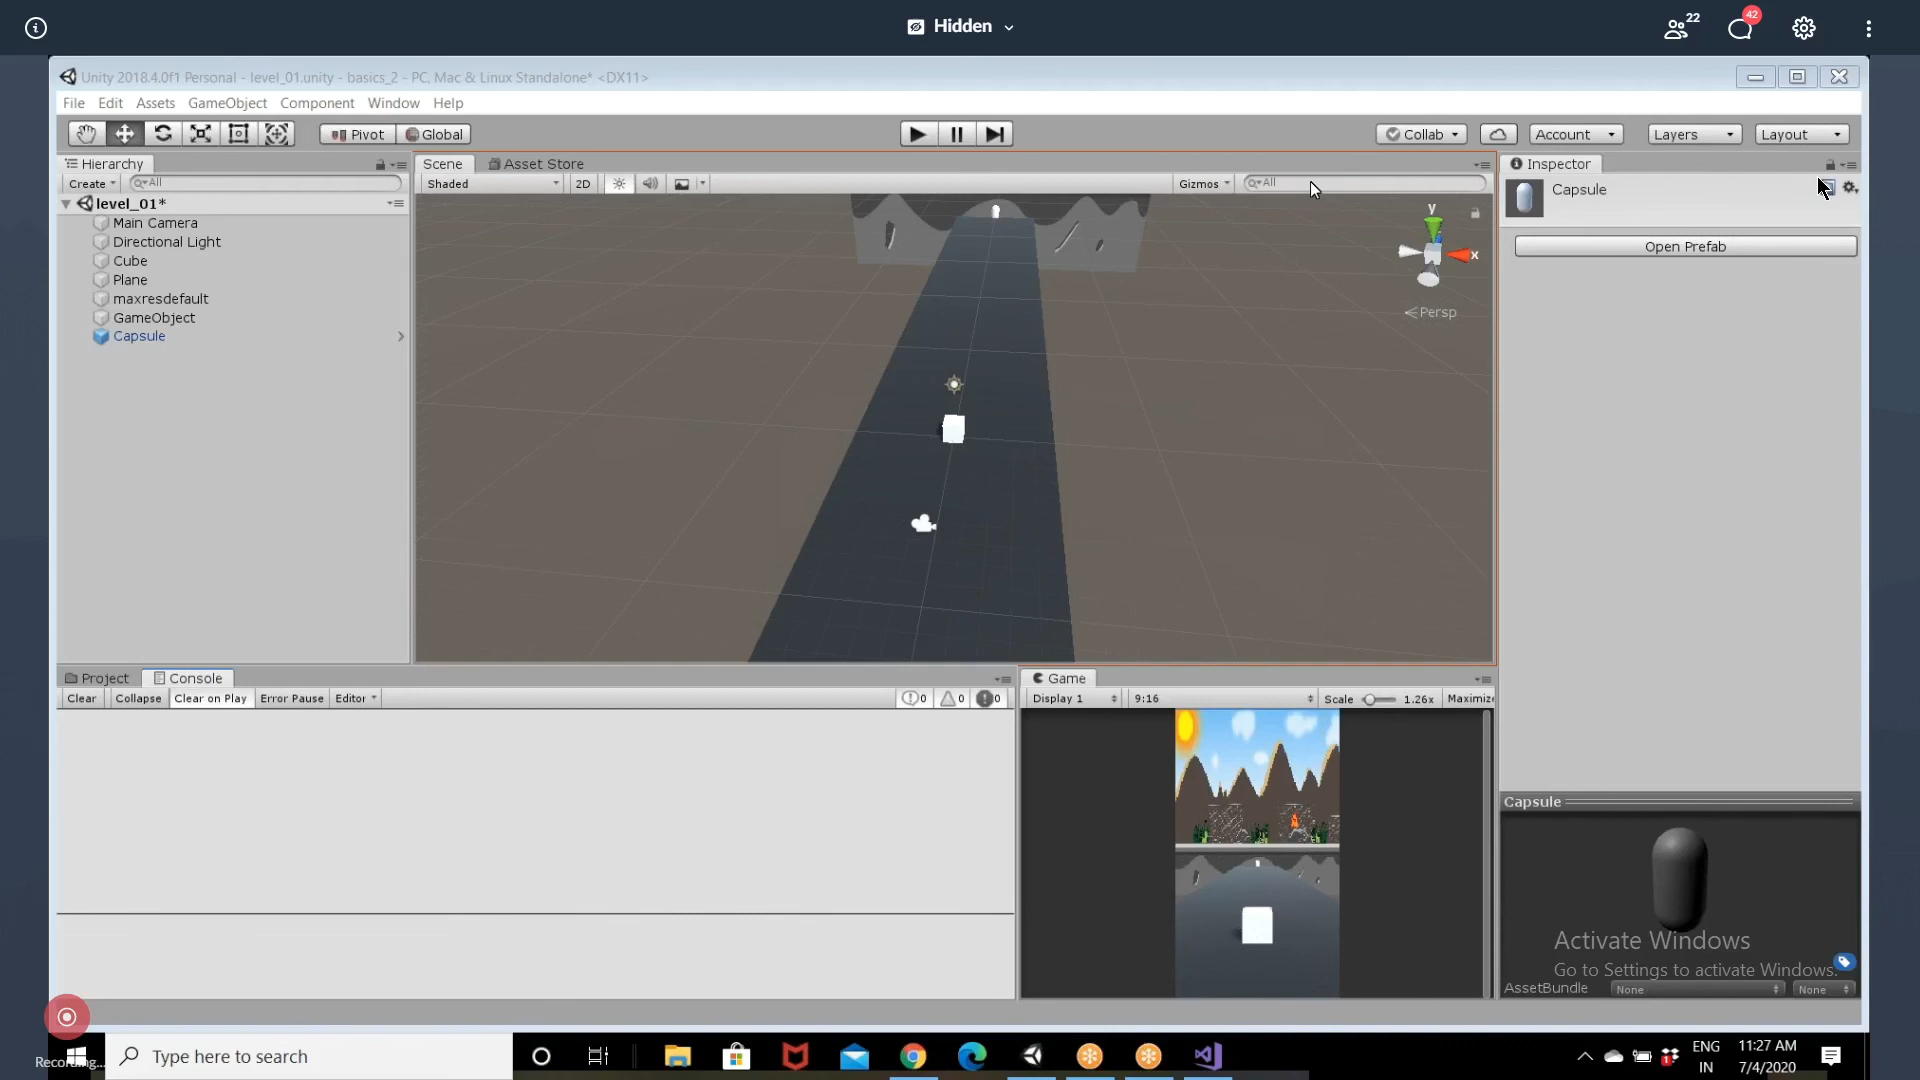 Hidden
22
42
Unity 2018.4.0f1 Personal - level_01.unity - basics_2 - PC, Mac & Linux Standalone* <DX11>
File Edit Assets GameObject Component Window Help
Pivot Global
Collab Account Layers Layout
Hierarchy
Create All
level_01*
Main Camera
Directional Light
Cube
Plane
maxresdefault
GameObject
Capsule
Scene Asset Store
Shaded 2D Gizmos All
y
x
Persp
Inspector
Capsule
Open Prefab
Project Console
Clear Collapse Clear on Play Error Pause Editor 0 0 0
Game
Display 1 9:16 Scale 1.26x Maximize
Capsule
Activate Windows
Go to Settings to activate Windows.
AssetBundle None None
Recording...
Type here to search
ENG
IN
11:27 AM
7/4/2020